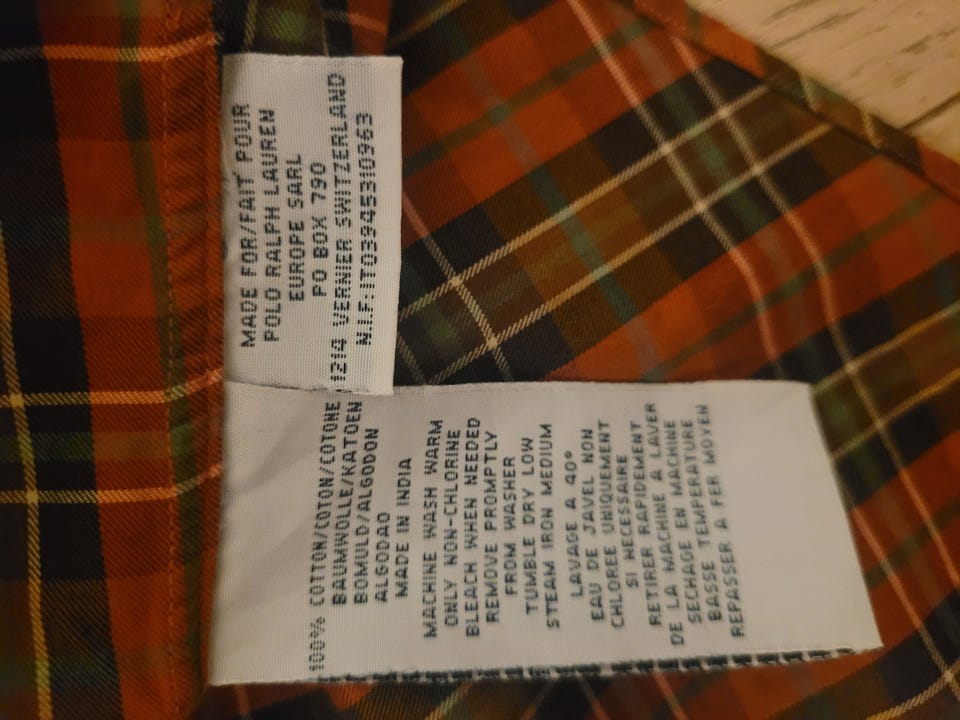 MADE FOR/FAIT POUR
POLO RALPH LAUREN
EUROPE SARL
PO BOX 790
1214 VERNIER SWITZERLAND
N.I.F:IT03945310963
100% COTTON/COTON/COTONE
BAUMWOLLE/KATOEN
BOMULD/ALGODON
ALGODAO
MADE IN INDIA
MACHINE WASH WARM
ONLY NON-CHLORINE
BLEACH WHEN NEEDED
REMOVE PROMPTLY
FROM WASHER
TUMBLE DRY LOW
STEAM IRON MEDIUM
LAVAGE A 40°
EAU DE JAVEL NON
CHLOREE UNIQUEMENT
SI NECESSAIRE
RETIRER RAPIDEMENT
DE LA MACHINE A LAVER
SECHAGE EN MACHINE
BASSE TEMPERATURE
REPASSER A FER MOYEN